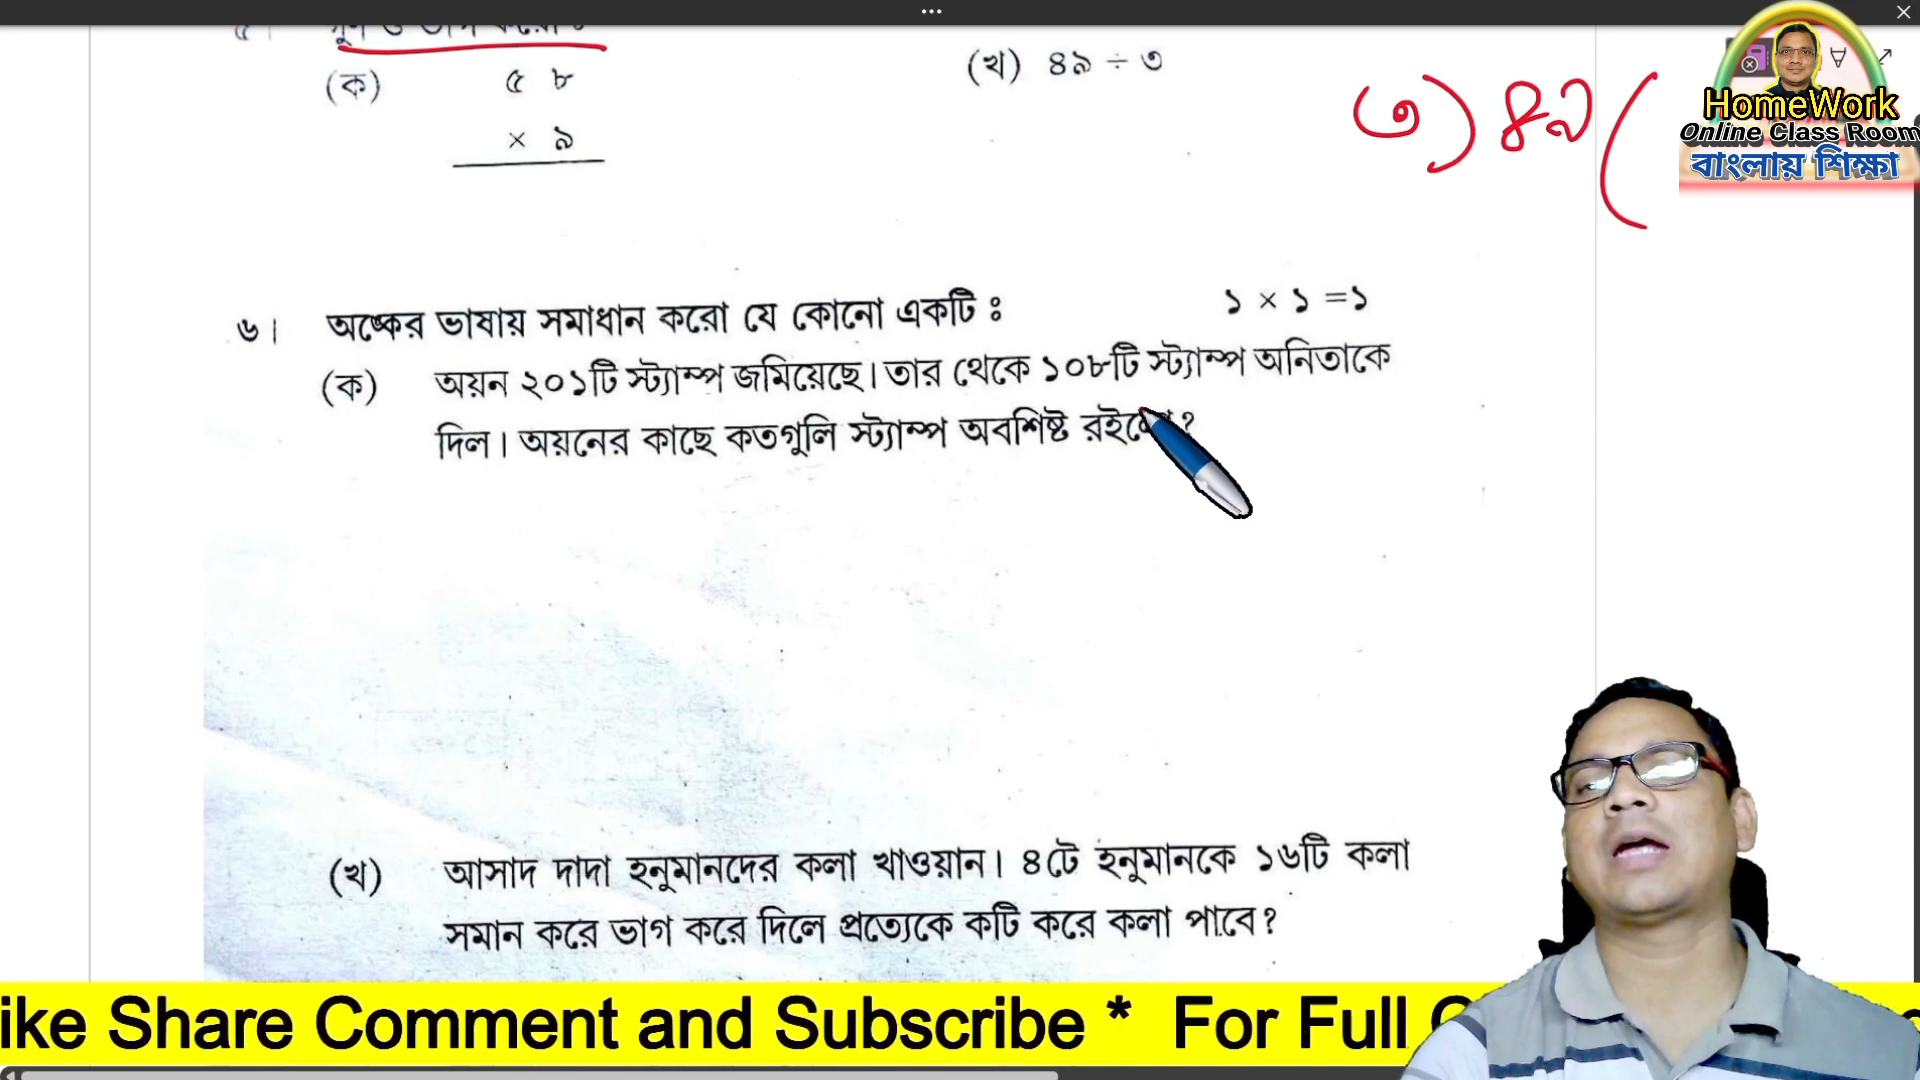 ৫। গুণ ও ভাগ করো ঃ
(ক) ৫ ৮
× ৯
(খ) ৪৯ ÷ ৩
৩)৪৯(
HomeWork
Online Class Room
বাংলায় শিক্ষা
৬। অঙ্কের ভাষায় সমাধান করো যে কোনো একটি ঃ ১ × ১ = ১
(ক) অয়ন ২০১টি স্ট্যাম্প জমিয়েছে। তার থেকে ১০৮টি স্ট্যাম্প অনিতাকে
দিল। অয়নের কাছে কতগুলি স্ট্যাম্প অবশিষ্ট ?
(খ) আসাদ দাদা হনুমানদের কলা খাওয়ান। ৪টে হনুমানকে ১৬টি কলা
সমান করে ভাগ করে দিলে প্রত্যেকে কটি করে কলা পাবে?
ike Share Comment and Subscribe * For Full